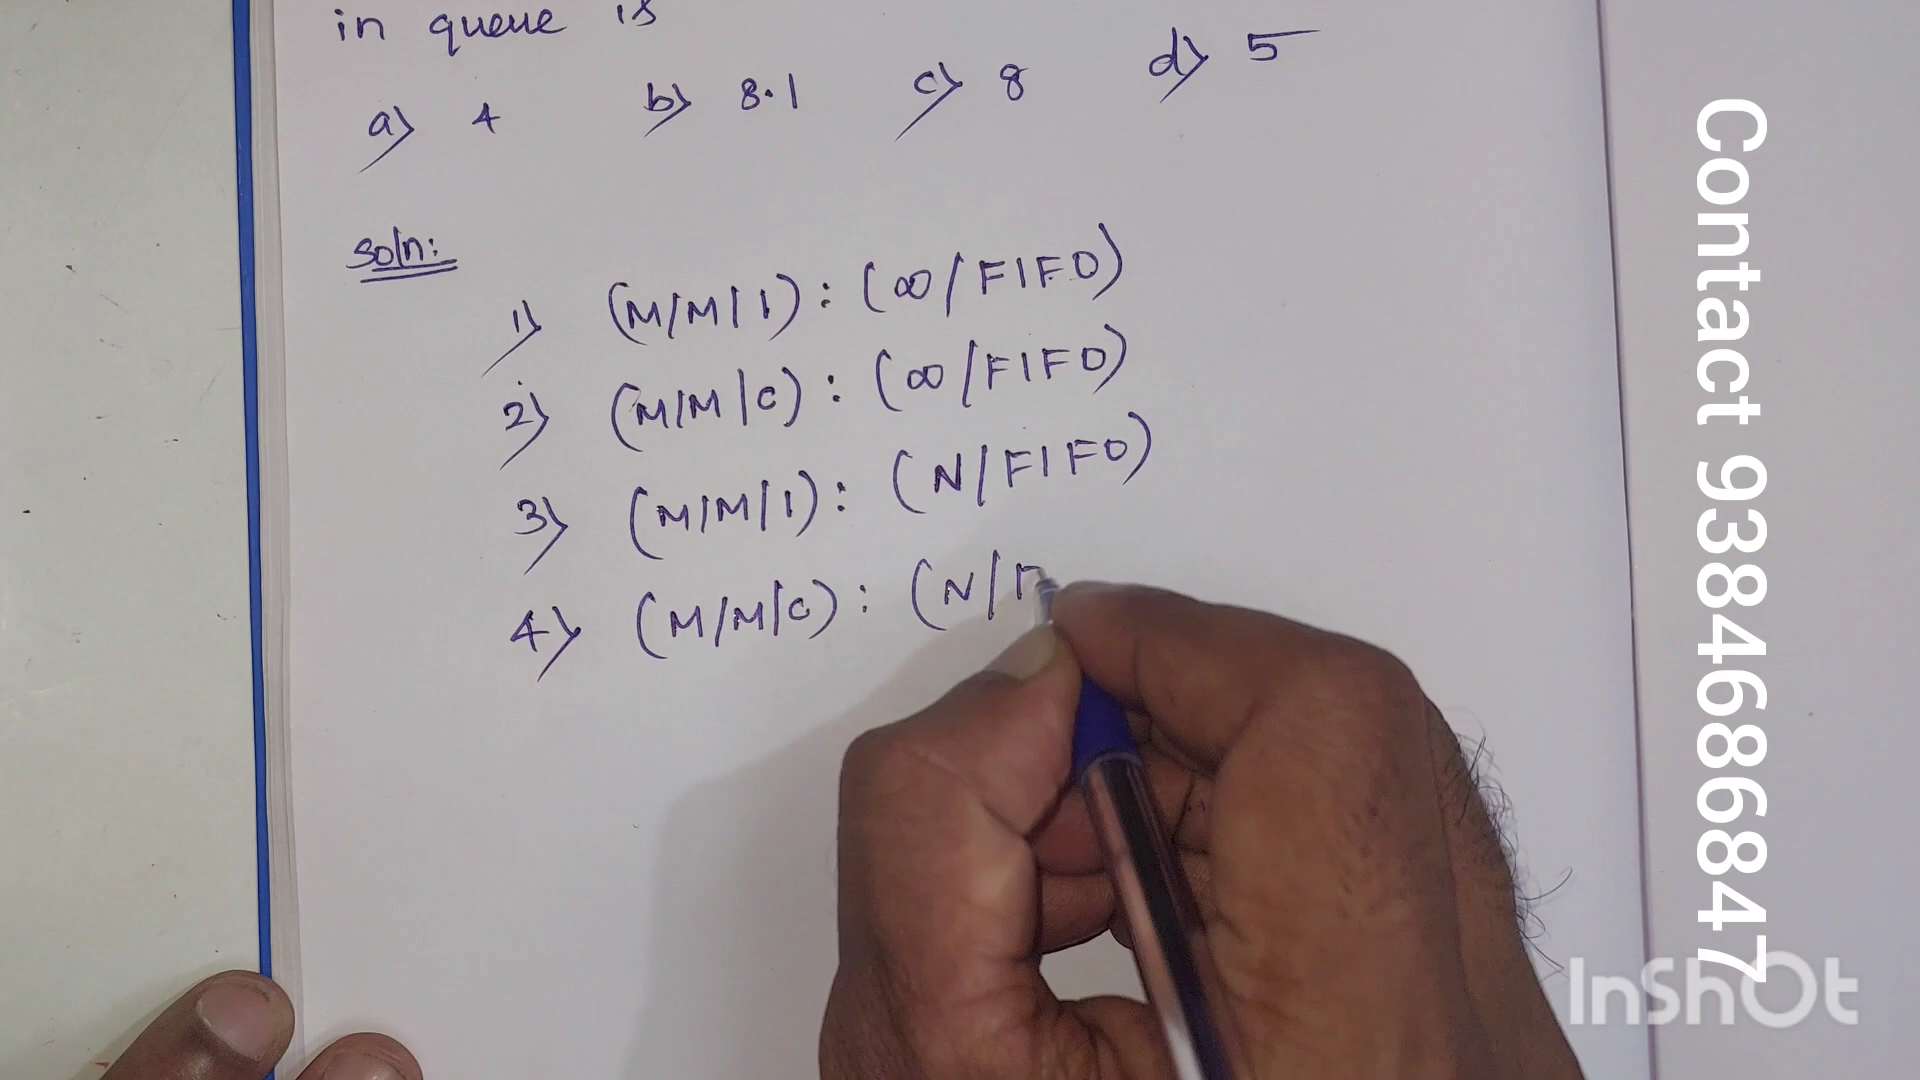 in queue is
a) 4 b) 8.1 c) 8 d) 5
Soln:
1) (M/M/1) : (∞/FIFO)
2) (M/M/C) : (∞/FIFO)
3) (M/M/1) : (N/FIFO)
4) (M/M/C) : (N/F
Contact 9384686847
InShOt